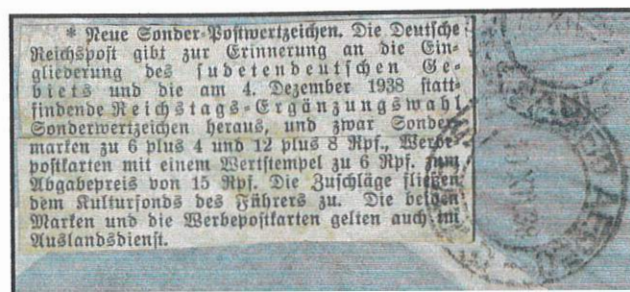 * Neue Sonder-Postwertzeichen. Die Deutsche
Reichspost gibt zur Erinnerung an die Ein-
gliederung des sudetendeutschen Ge-
biets und die am 4. Dezember 1938 statt-
findende Reichstags-Ergänzungswahl
Sonderwertzeichen heraus, und zwar Sonder-
marken zu 6 plus 4 und 12 plus 8 Rpf., Werbe-
postkarten mit einem Wertstempel zu 6 Rpf. zum
Abgabepreis von 15 Rpf. Die Zuschläge fließen
dem Kulturfonds des Führers zu. Die beiden
Marken und die Werbepostkarten gelten auch im
Auslandsdienst.